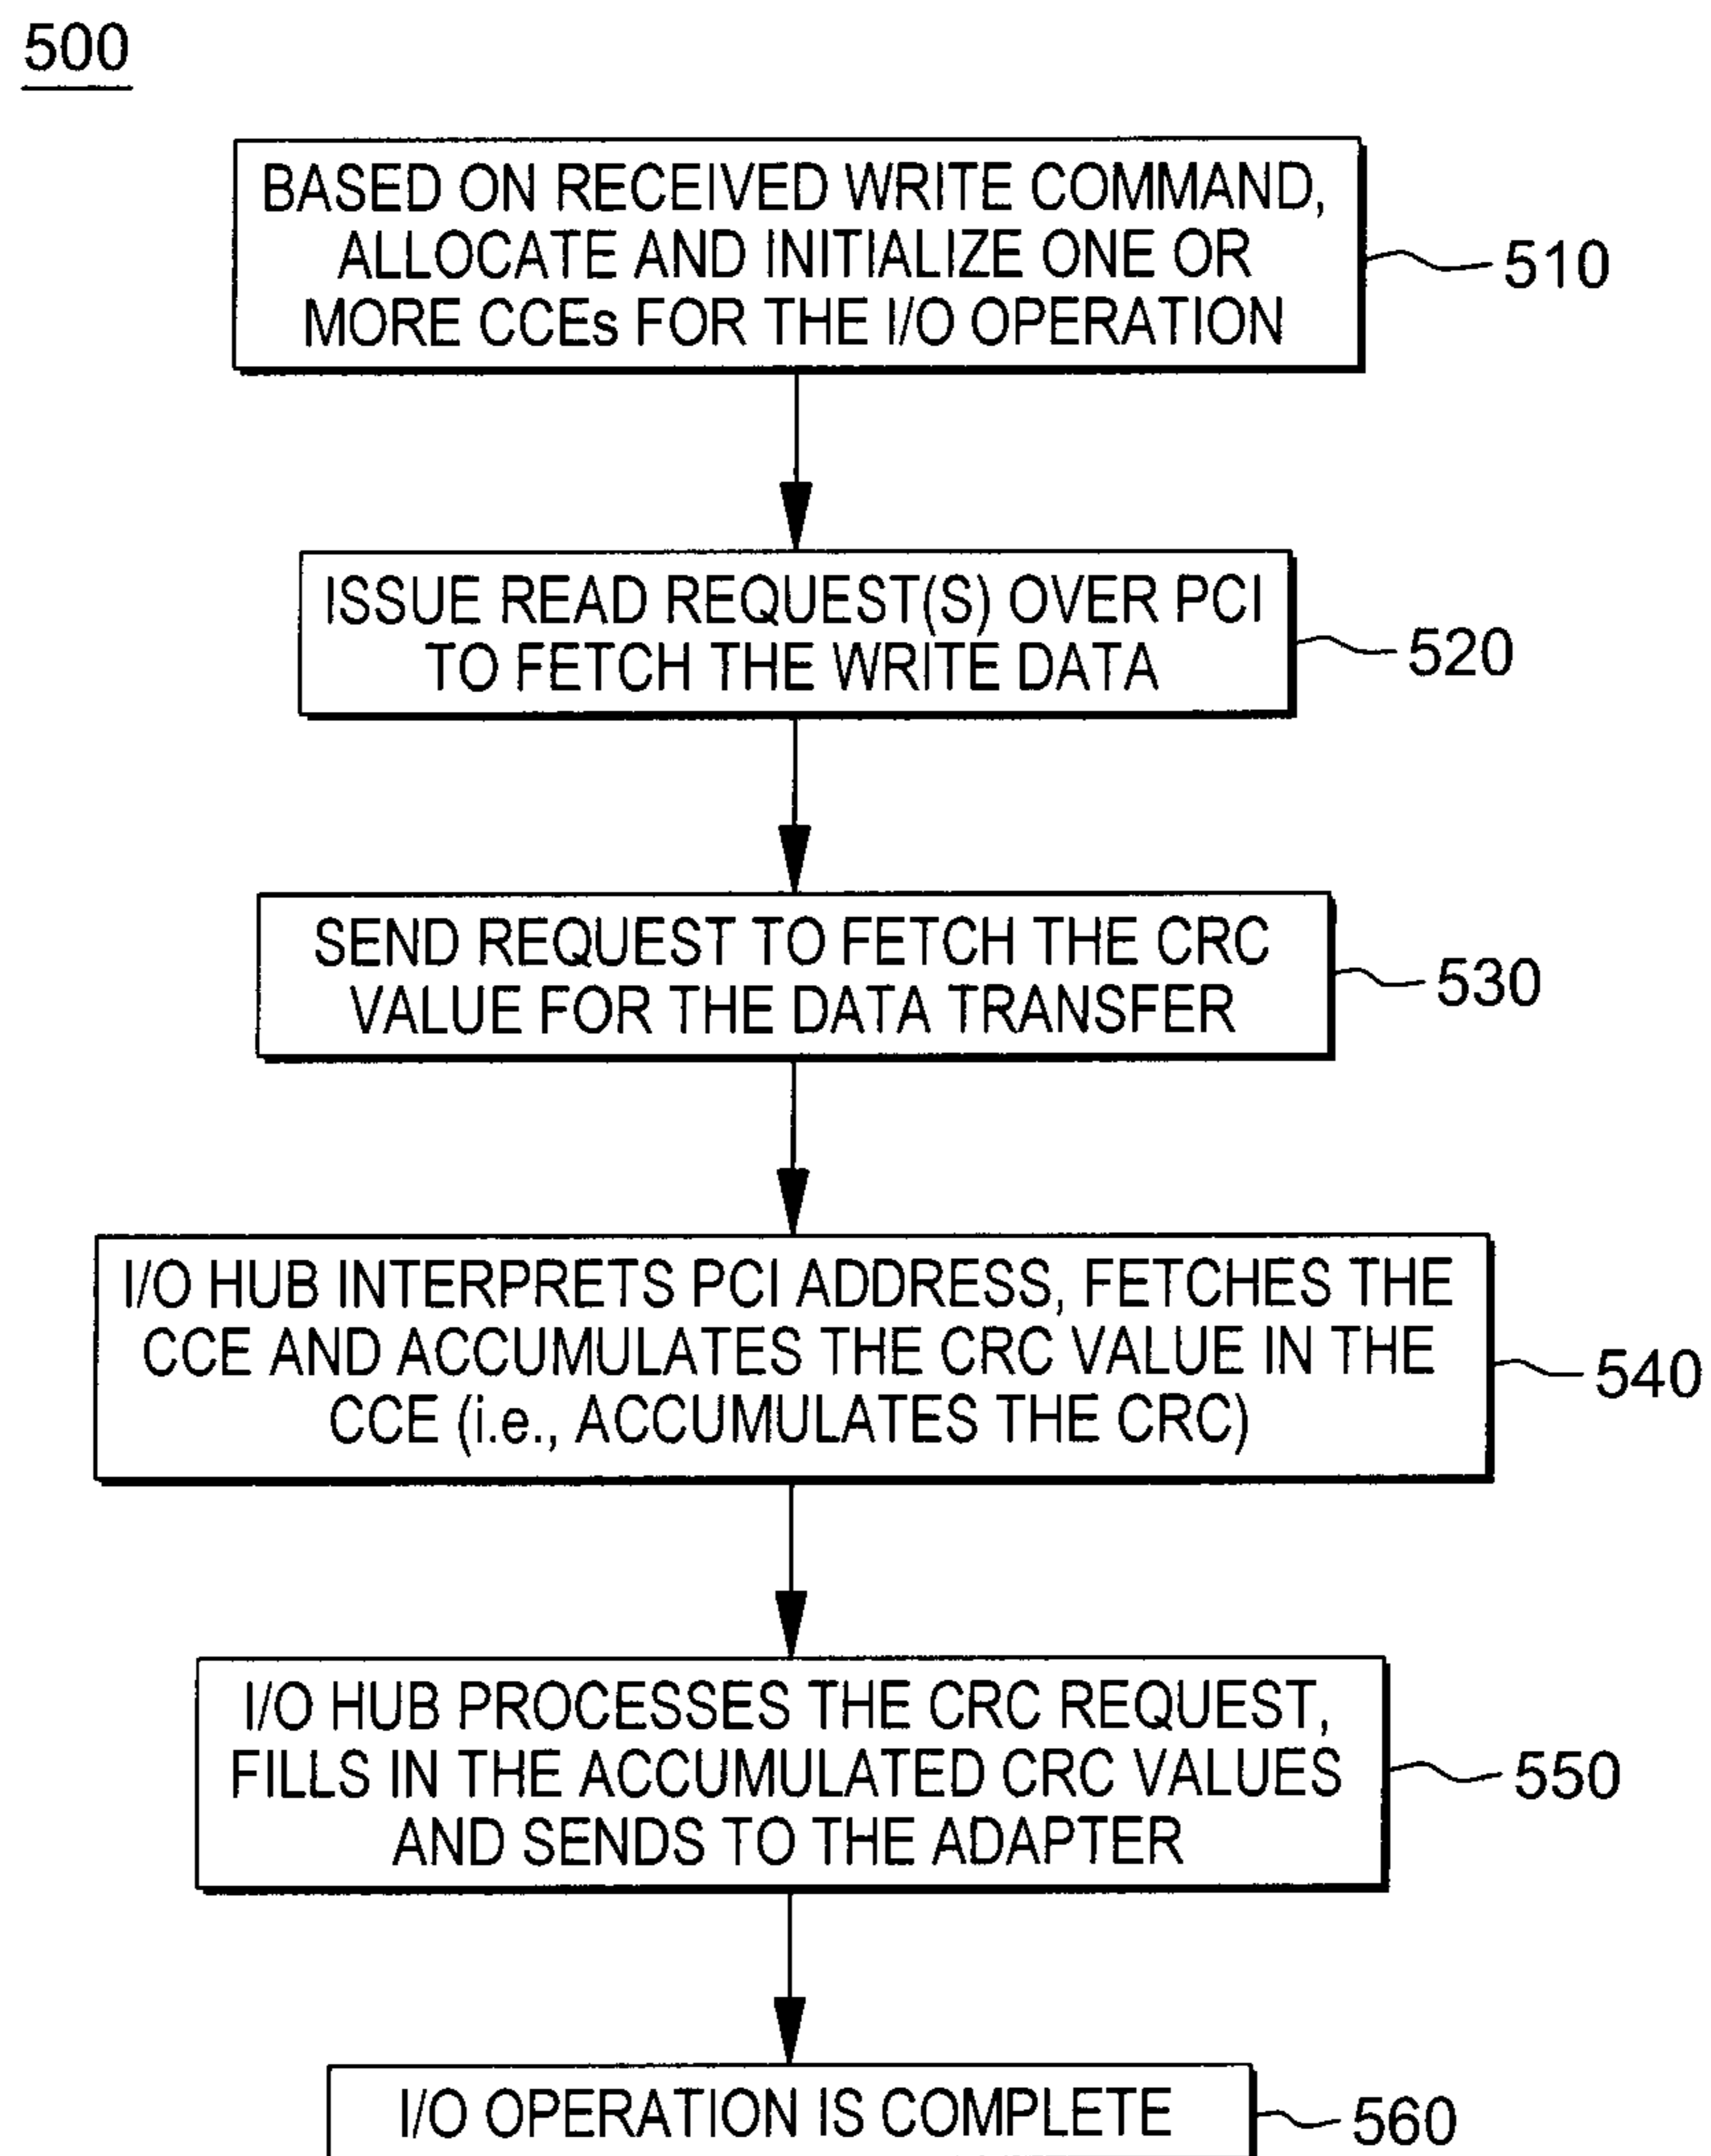 500
BASED ON RECEIVED WRITE COMMAND,
ALLOCATE AND INITIALIZE ONE OR
MORE CCEs FOR THE I/O OPERATION
510
ISSUE READ REQUEST(S) OVER PCI
TO FETCH THE WRITE DATA
520
SEND REQUEST TO FETCH THE CRC
VALUE FOR THE DATA TRANSFER
530
I/O HUB INTERPRETS PCI ADDRESS, FETCHES THE
CCE AND ACCUMULATES THE CRC VALUE IN THE
CCE (i.e., ACCUMULATES THE CRC)
540
I/O HUB PROCESSES THE CRC REQUEST,
FILLS IN THE ACCUMULATED CRC VALUES
AND SENDS TO THE ADAPTER
550
I/O OPERATION IS COMPLETE
560